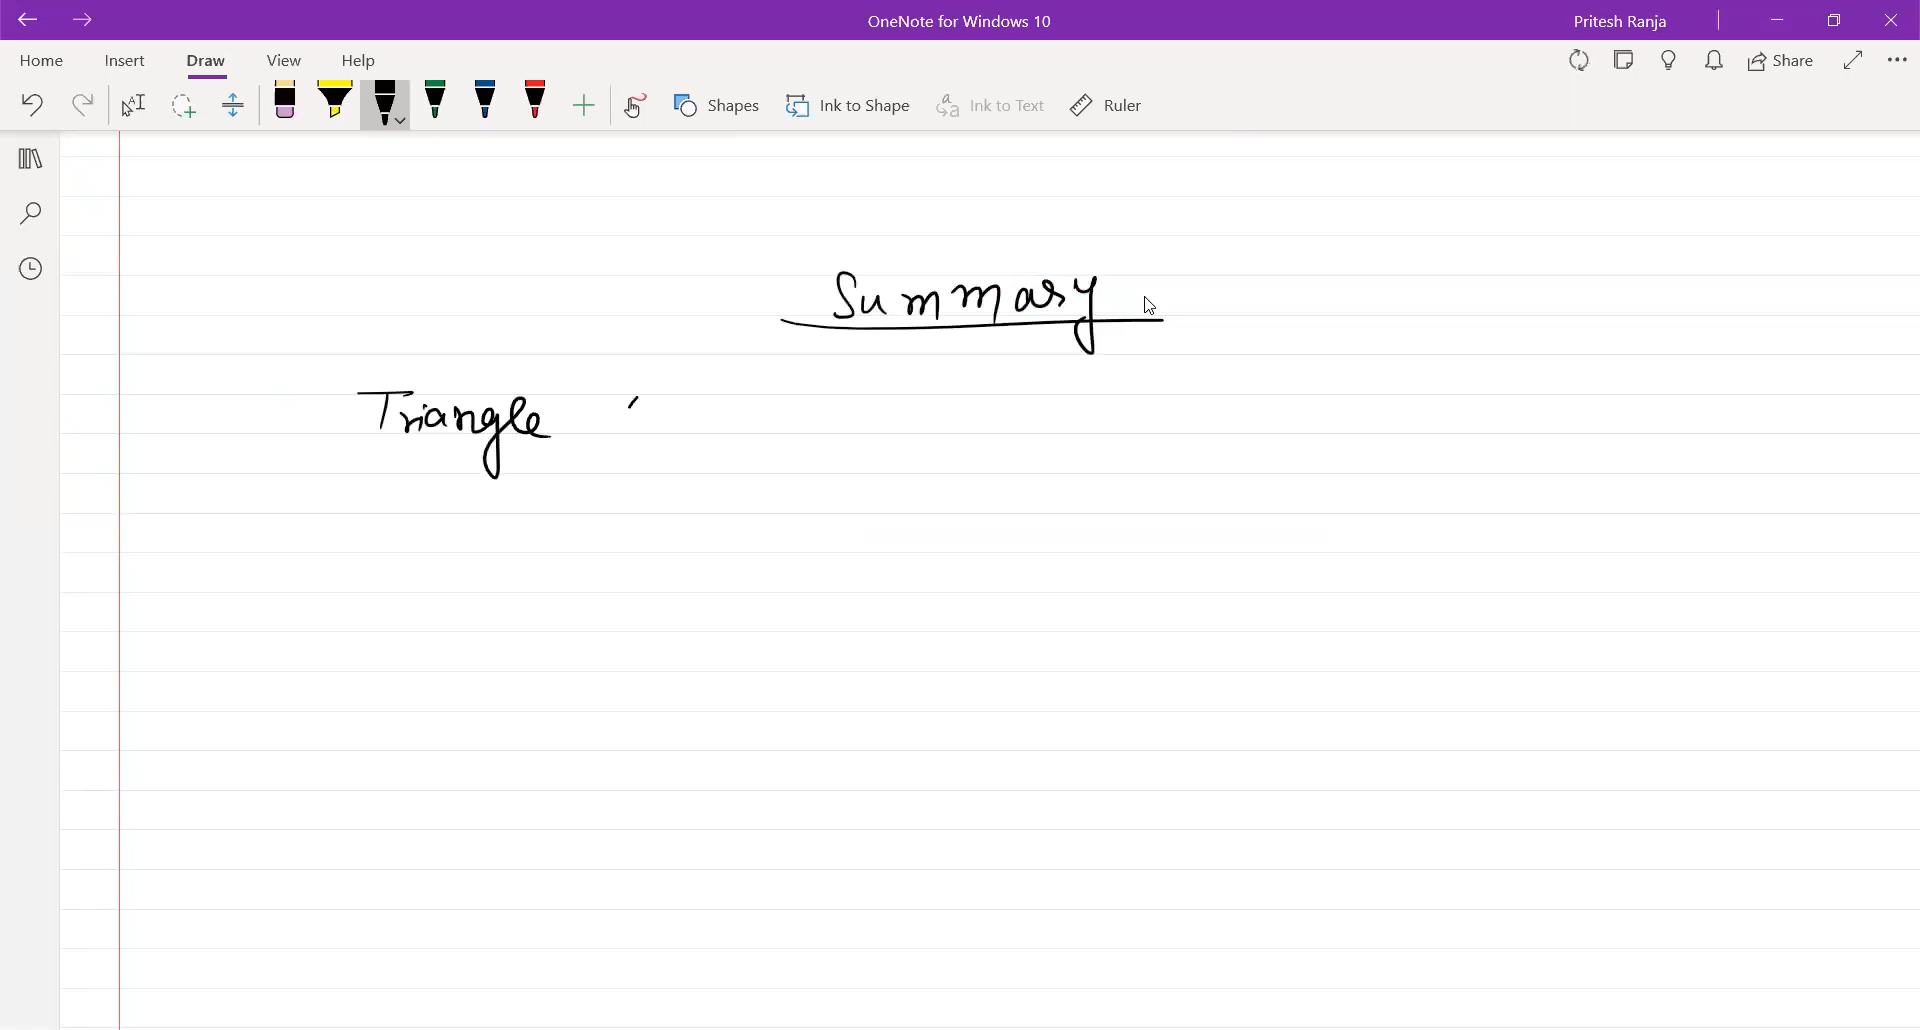 OneNote for Windows 10
Pritesh Ranja
Home Insert Draw View Help
Share
Shapes Ink to Shape Ink to Text Ruler
Summary
Triangle